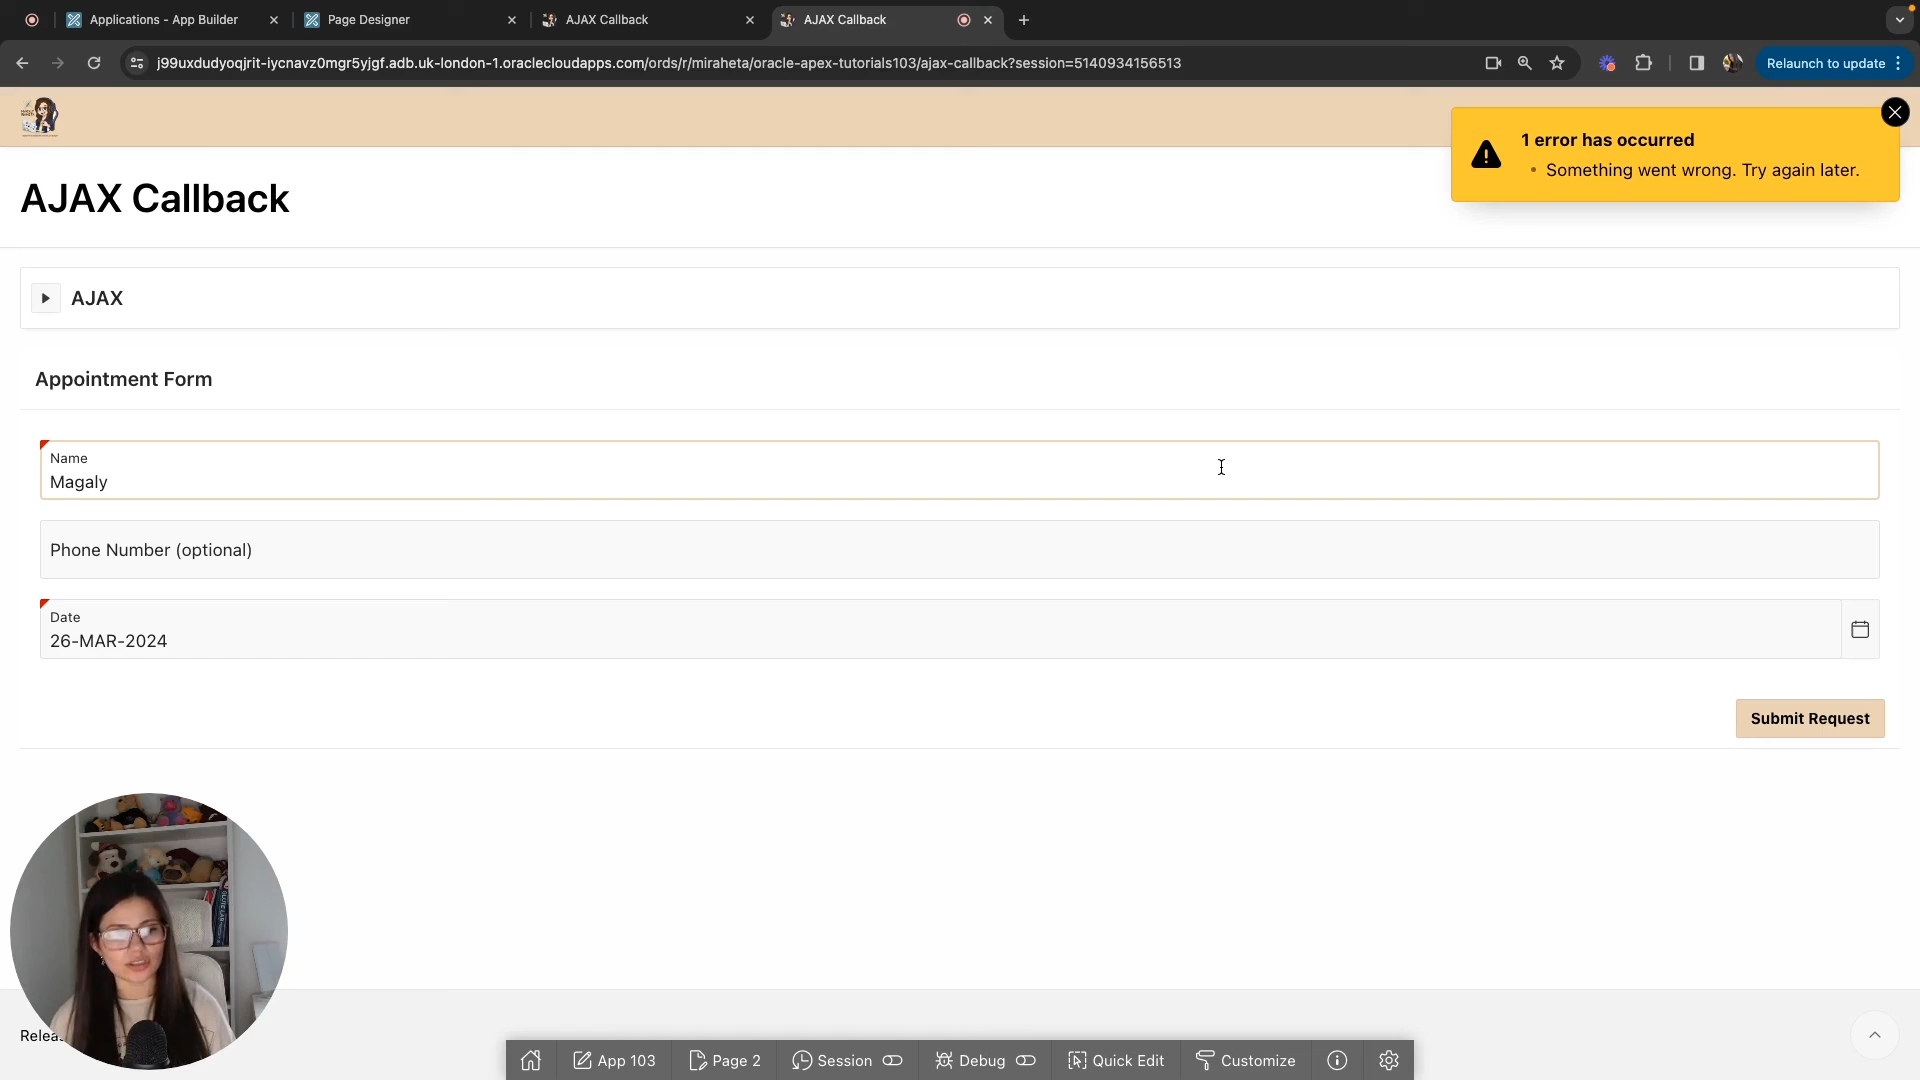 Applications - App Builder
Page Designer
AJAX Callback
AJAX Callback
j99uxdudyoqjrit-iycnavz0mgr5yjgf.adb.uk-london-1.oraclecloudapps.com/ords/r/miraheta/oracle-apex-tutorials103/ajax-callback?session=5140934156513
Relaunch to update
1 error has occurred
• Something went wrong. Try again later.
AJAX Callback
AJAX
Appointment Form
Name
Magaly
Phone Number (optional)
Date
26-MAR-2024
Submit Request
App 103
Page 2
Session
Debug
Quick Edit
Customize